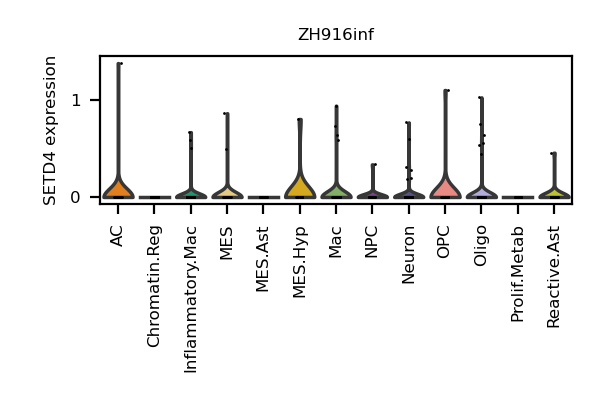 ZH916inf
SETD4 expression
1
0
AC
Chromatin.Reg
Inflammatory.Mac
MES
MES.Ast
MES.Hyp
Mac
NPC
Neuron
OPC
Oligo
Prolif.Metab
Reactive.Ast